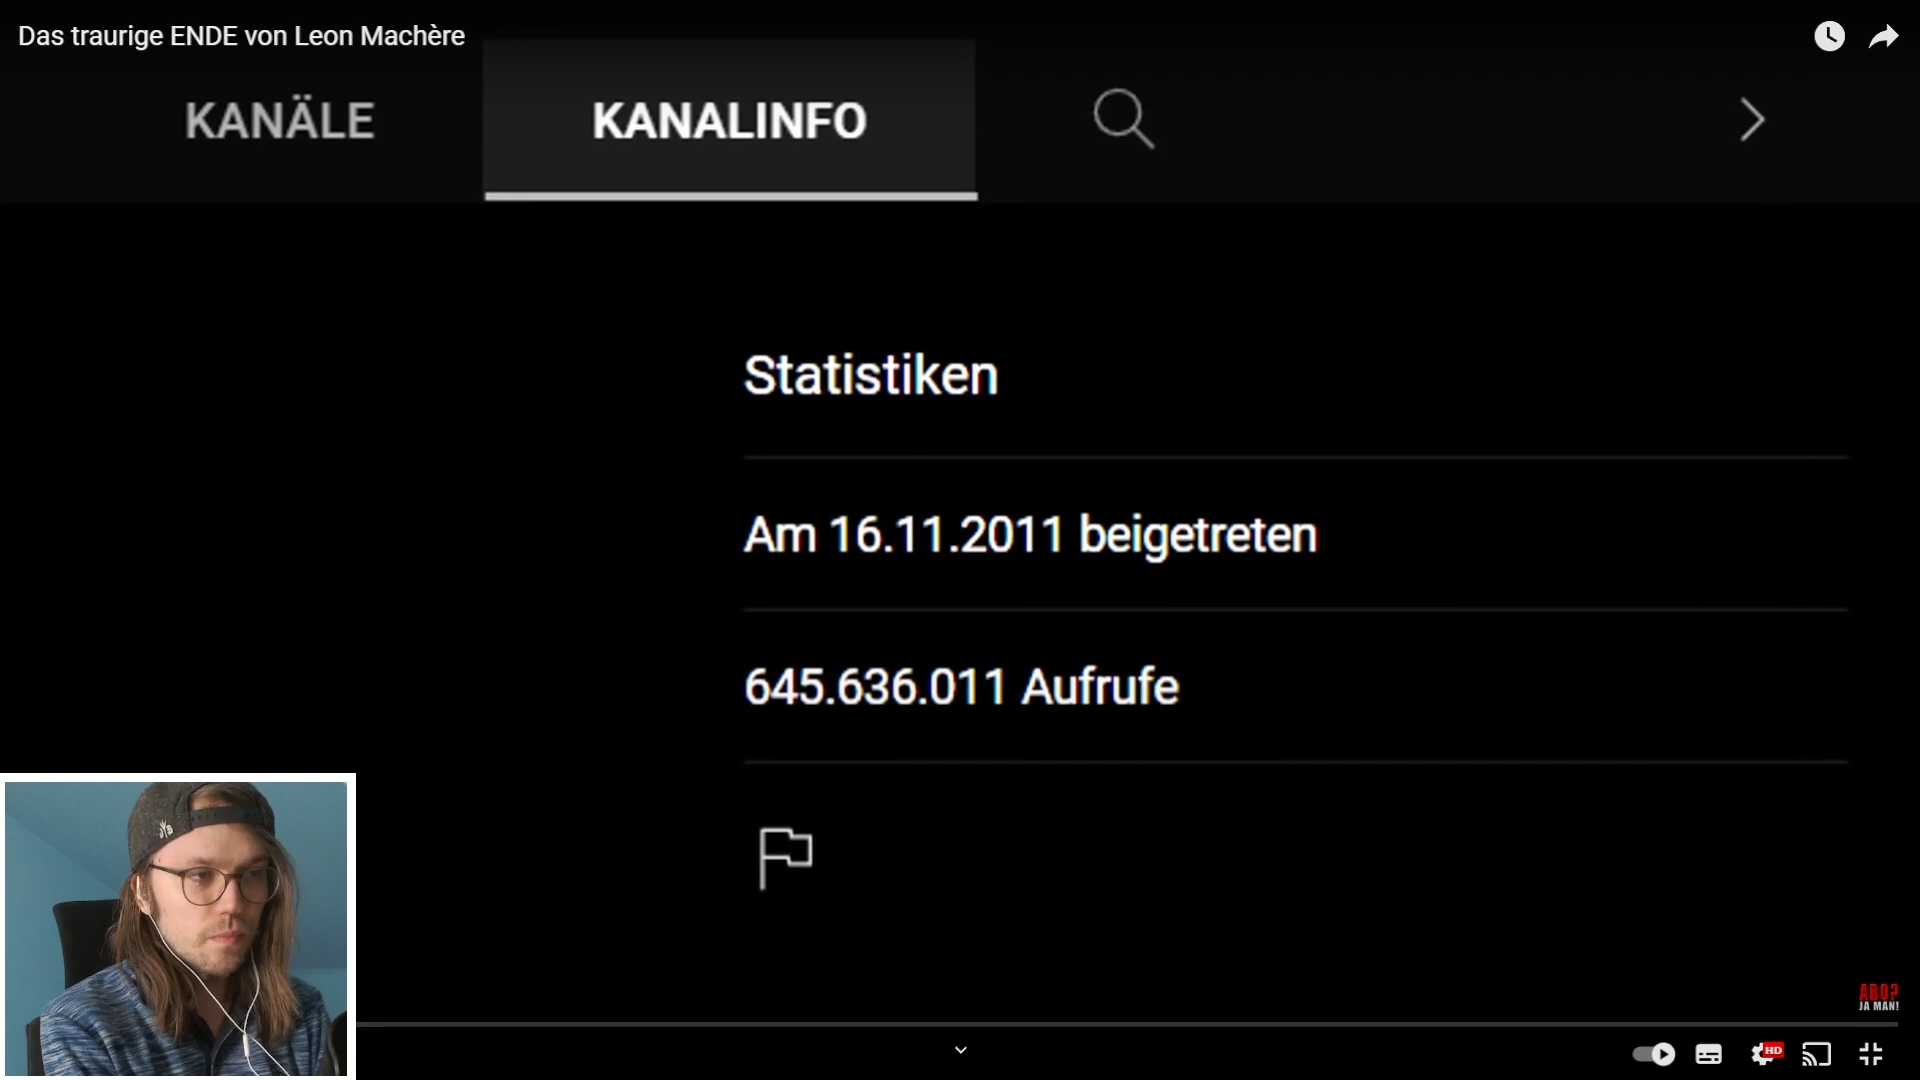 Das traurige ENDE von Leon Machère
KANÄLE
KANALINFO
Statistiken
Am 16.11.2011 beigetreten
645.636.011 Aufrufe
ABO?
JA MAN!
HD